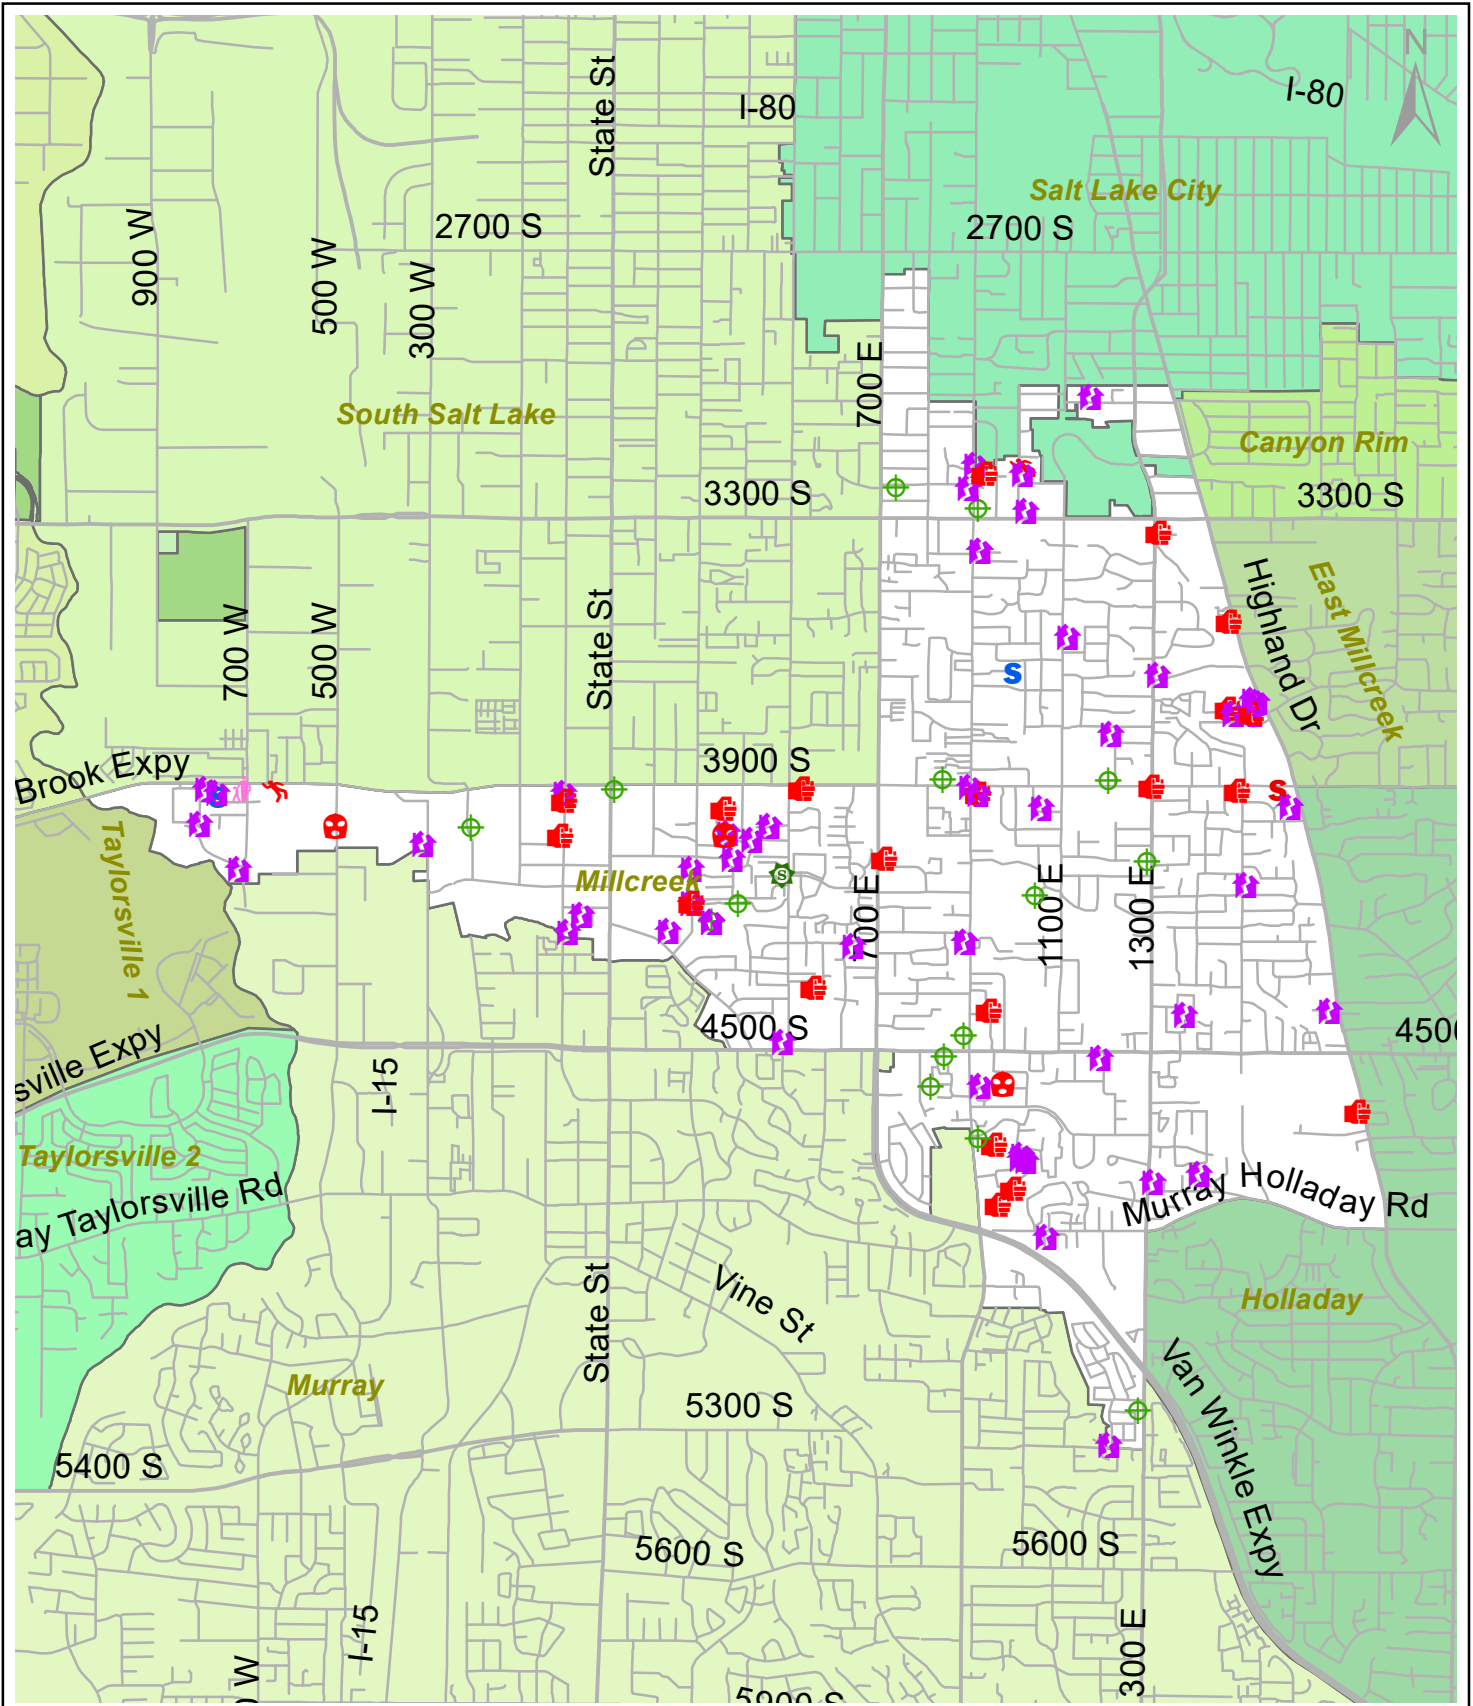 N
State St
I-80
I-80
Salt Lake City
900 W
2700 S
2700 S
500 W
300 W
700 E
South Salt Lake
Canyon Rim
3300 S
3300 S
Highland Dr
East Millcreek
700 W
500 W
State St
S
3900 S
Brook Expy
S
S
Taylorsville 1
Millcreek
S
700 E
1100 E
1300 E
4500 S
4500
sville Expy
I-15
Taylorsville 2
ay Taylorsville Rd
Murray Holladay Rd
State St
Vine St
Holladay
Murray
Van Winkle Expy
5300 S
5400 S
5600 S
5600 S
I-15
300 E
0 W
5900 S